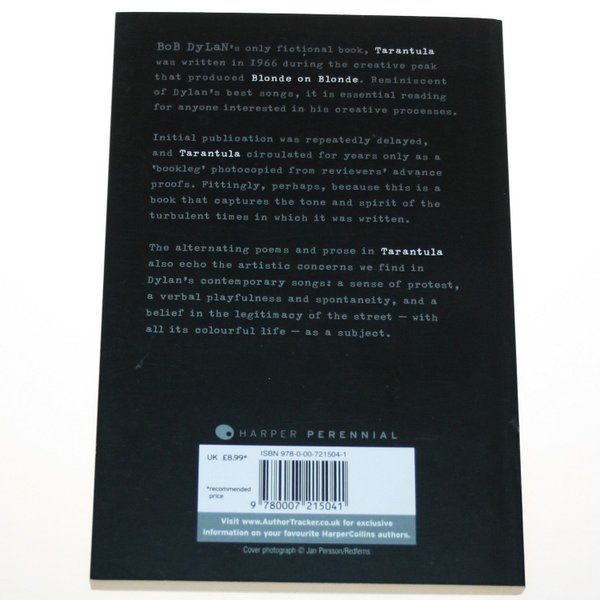 BoB DyLaN's only fictional book, Tarantula
was written in 1966 during the creative peak
that produced Blonde on Blonde. Reminiscent
of Dylan's best songs, it is essential reading
for anyone interested in his creative processes.
Initial publication was repeatedly delayed,
and Tarantula circulated for years only as a
'bookleg' photocopied from reviewers' advance
proofs. Fittingly, perhaps, because this is a
book that captures the tone and spirit of the
turbulent times in which it was written.
The alternating poems and prose in Tarantula
also echo the artistic concerns we find in
Dylan's contemporary songs: a sense of protest,
a verbal playfulness and spontaneity, and a
belief in the legitimacy of the street — with
all its colourful life — as a subject.
HARPER PERENNIAL
UK £8.99*
ISBN 978-0-00-721504-1
*recommended
price
9 780007 215041
Visit www.AuthorTracker.co.uk for exclusive
information on your favourite HarperCollins authors.
Cover photograph © Jan Persson/Redferns